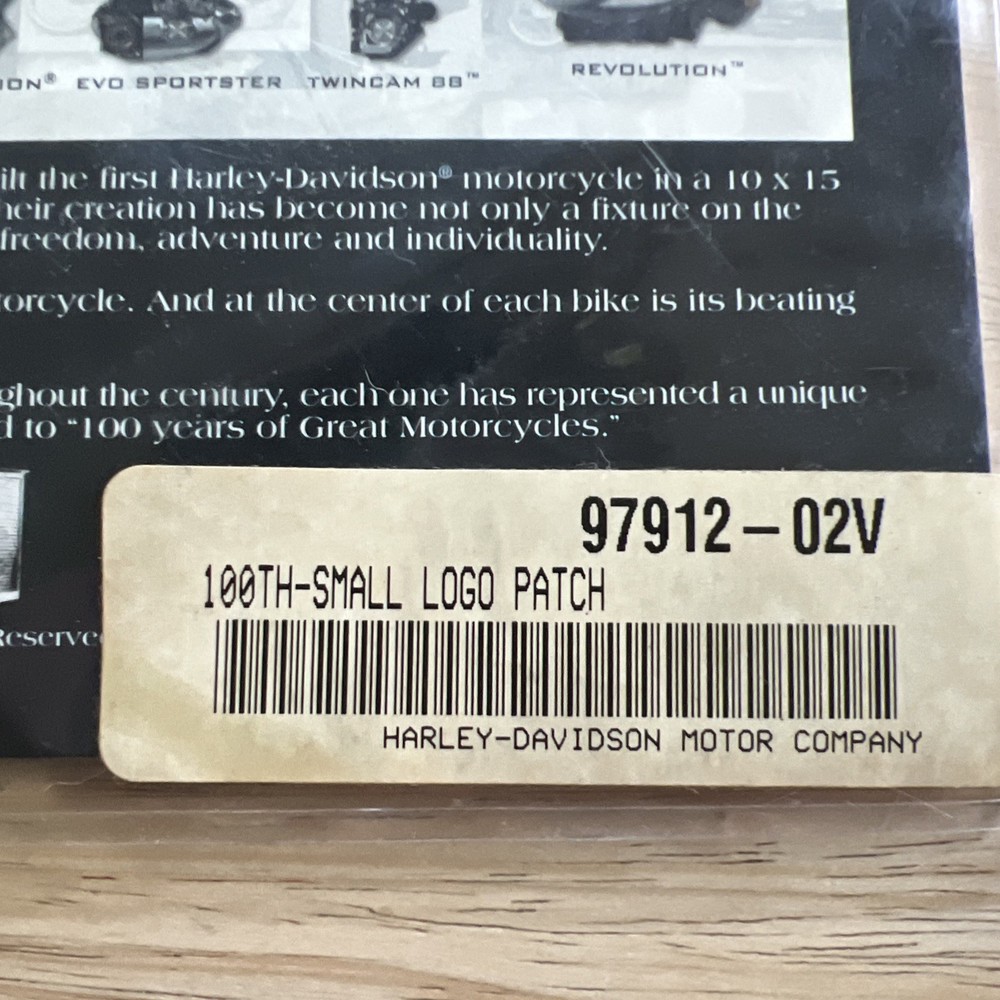 ON® EVO SPORTSTER TWINCAM 88™ REVOLUTION™
ilt the first Harley-Davidson® motorcycle in a 10 x 15
heir creation has become not only a fixture on the
freedom, adventure and individuality.
torcycle. And at the center of each bike is its beating
ghout the century, each one has represented a unique
d to “100 years of Great Motorcycles.”
97912-02V
100TH-SMALL LOGO PATCH
Reserve
HARLEY-DAVIDSON MOTOR COMPANY